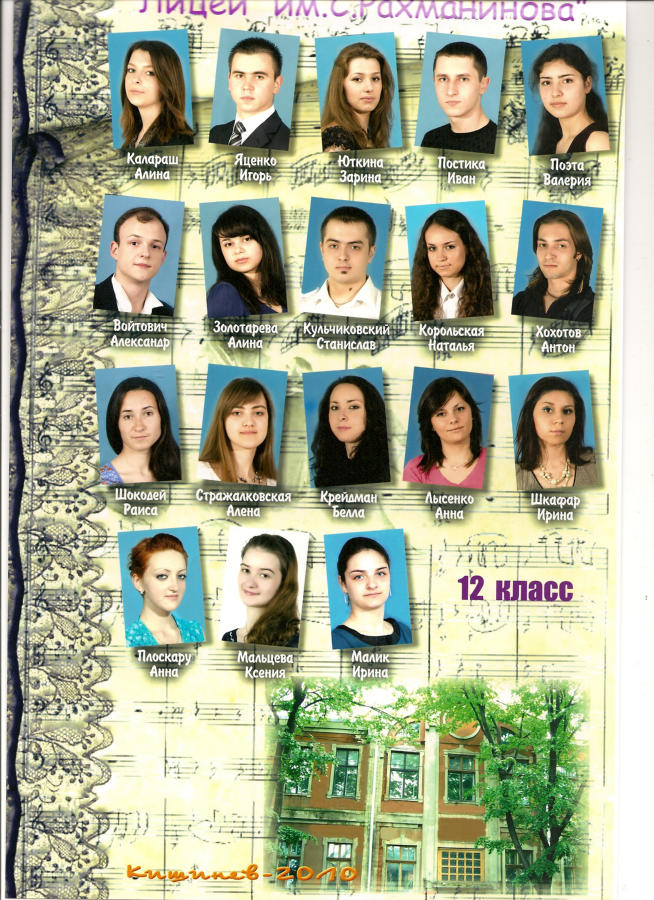 "Лицей им.С.Рахманинова"
Калараш Алина
Яценко Игорь
Юткина Зарина
Постика Иван
Поэта Валерия
Войтович Александр
Золотарева Алина
Кульчиковский Станислав
Корольская Наталья
Хохотов Антон
Шокодей Раиса
Стражалковская Алена
Крейдман Белла
Лысенко Анна
Шкафар Ирина
Плоскару Анна
Мальцева Ксения
Малик Ирина
12 класс
Кишинев-2010